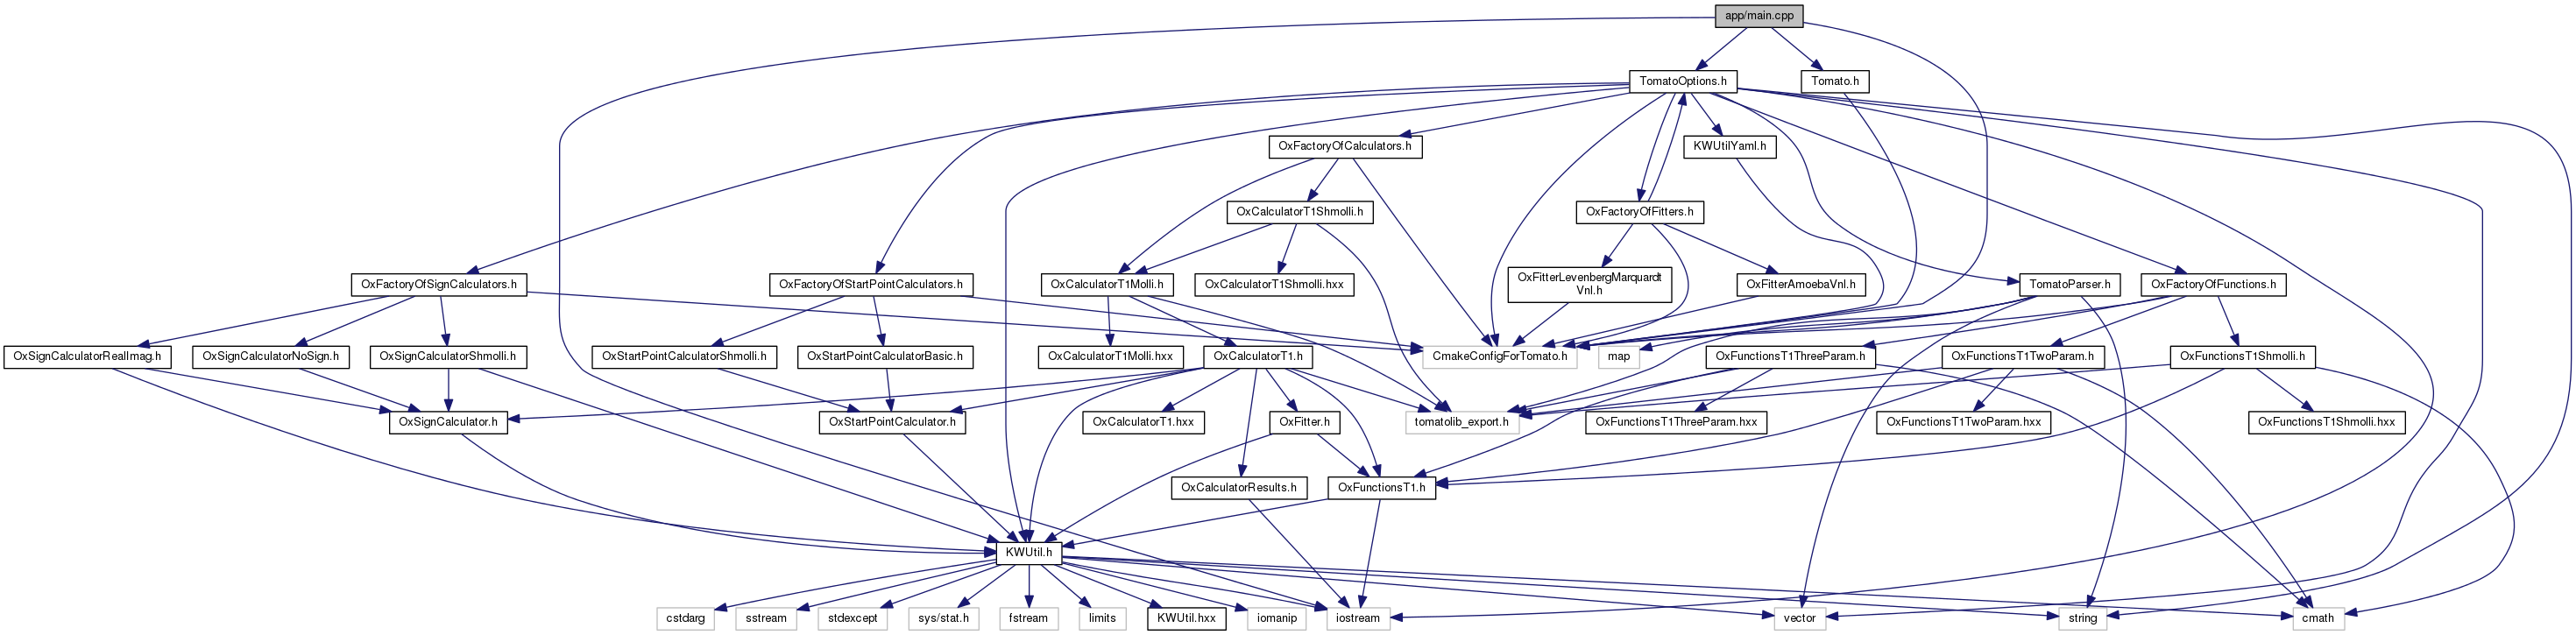 app/main.cpp
TomatoOptions.h
Tomato.h
OxFactoryOfCalculators.h
KWUtilYaml.h
OxCalculatorT1Shmolli.h
OxFactoryOfFitters.h
OxFactoryOfSignCalculators.h
OxFactoryOfStartPointCalculators.h
OxCalculatorT1Molli.h
OxCalculatorT1Shmolli.hxx
OxFitterLevenbergMarquardt
Vnl.h
OxFitterAmoebaVnl.h
TomatoParser.h
OxFactoryOfFunctions.h
OxSignCalculatorRealImag.h
OxSignCalculatorNoSign.h
OxSignCalculatorShmolli.h
OxStartPointCalculatorShmolli.h
OxStartPointCalculatorBasic.h
OxCalculatorT1Molli.hxx
OxCalculatorT1.h
CmakeConfigForTomato.h
map
OxFunctionsT1ThreeParam.h
OxFunctionsT1TwoParam.h
OxFunctionsT1Shmolli.h
OxSignCalculator.h
OxStartPointCalculator.h
OxCalculatorT1.hxx
OxFitter.h
tomatolib_export.h
OxFunctionsT1ThreeParam.hxx
OxFunctionsT1TwoParam.hxx
OxFunctionsT1Shmolli.hxx
OxCalculatorResults.h
OxFunctionsT1.h
KWUtil.h
cstdarg
sstream
stdexcept
sys/stat.h
fstream
limits
KWUtil.hxx
iomanip
iostream
vector
string
cmath